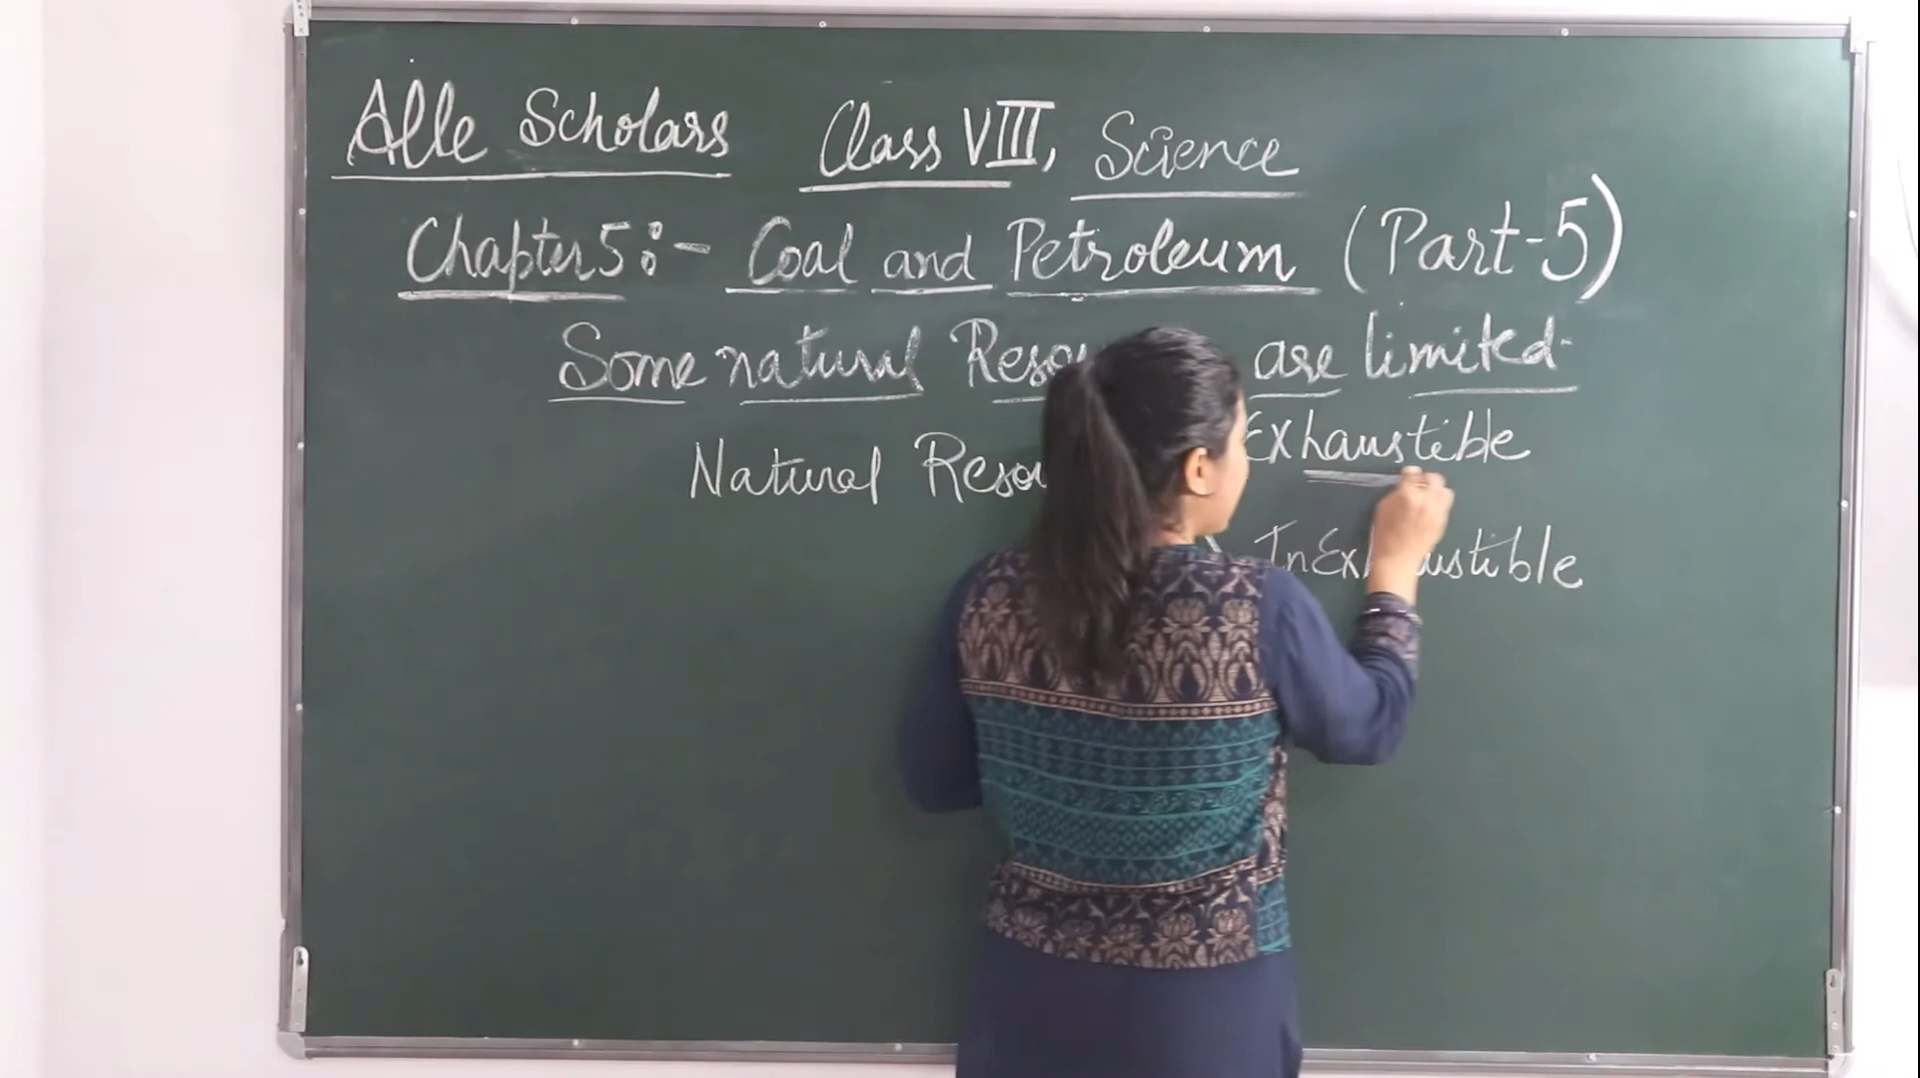 Alle Scholars Class VIII, Science
Chapter 5:- Coal and Petroleum (Part-5)
Some natural are limited.
Exhaustible
Natural